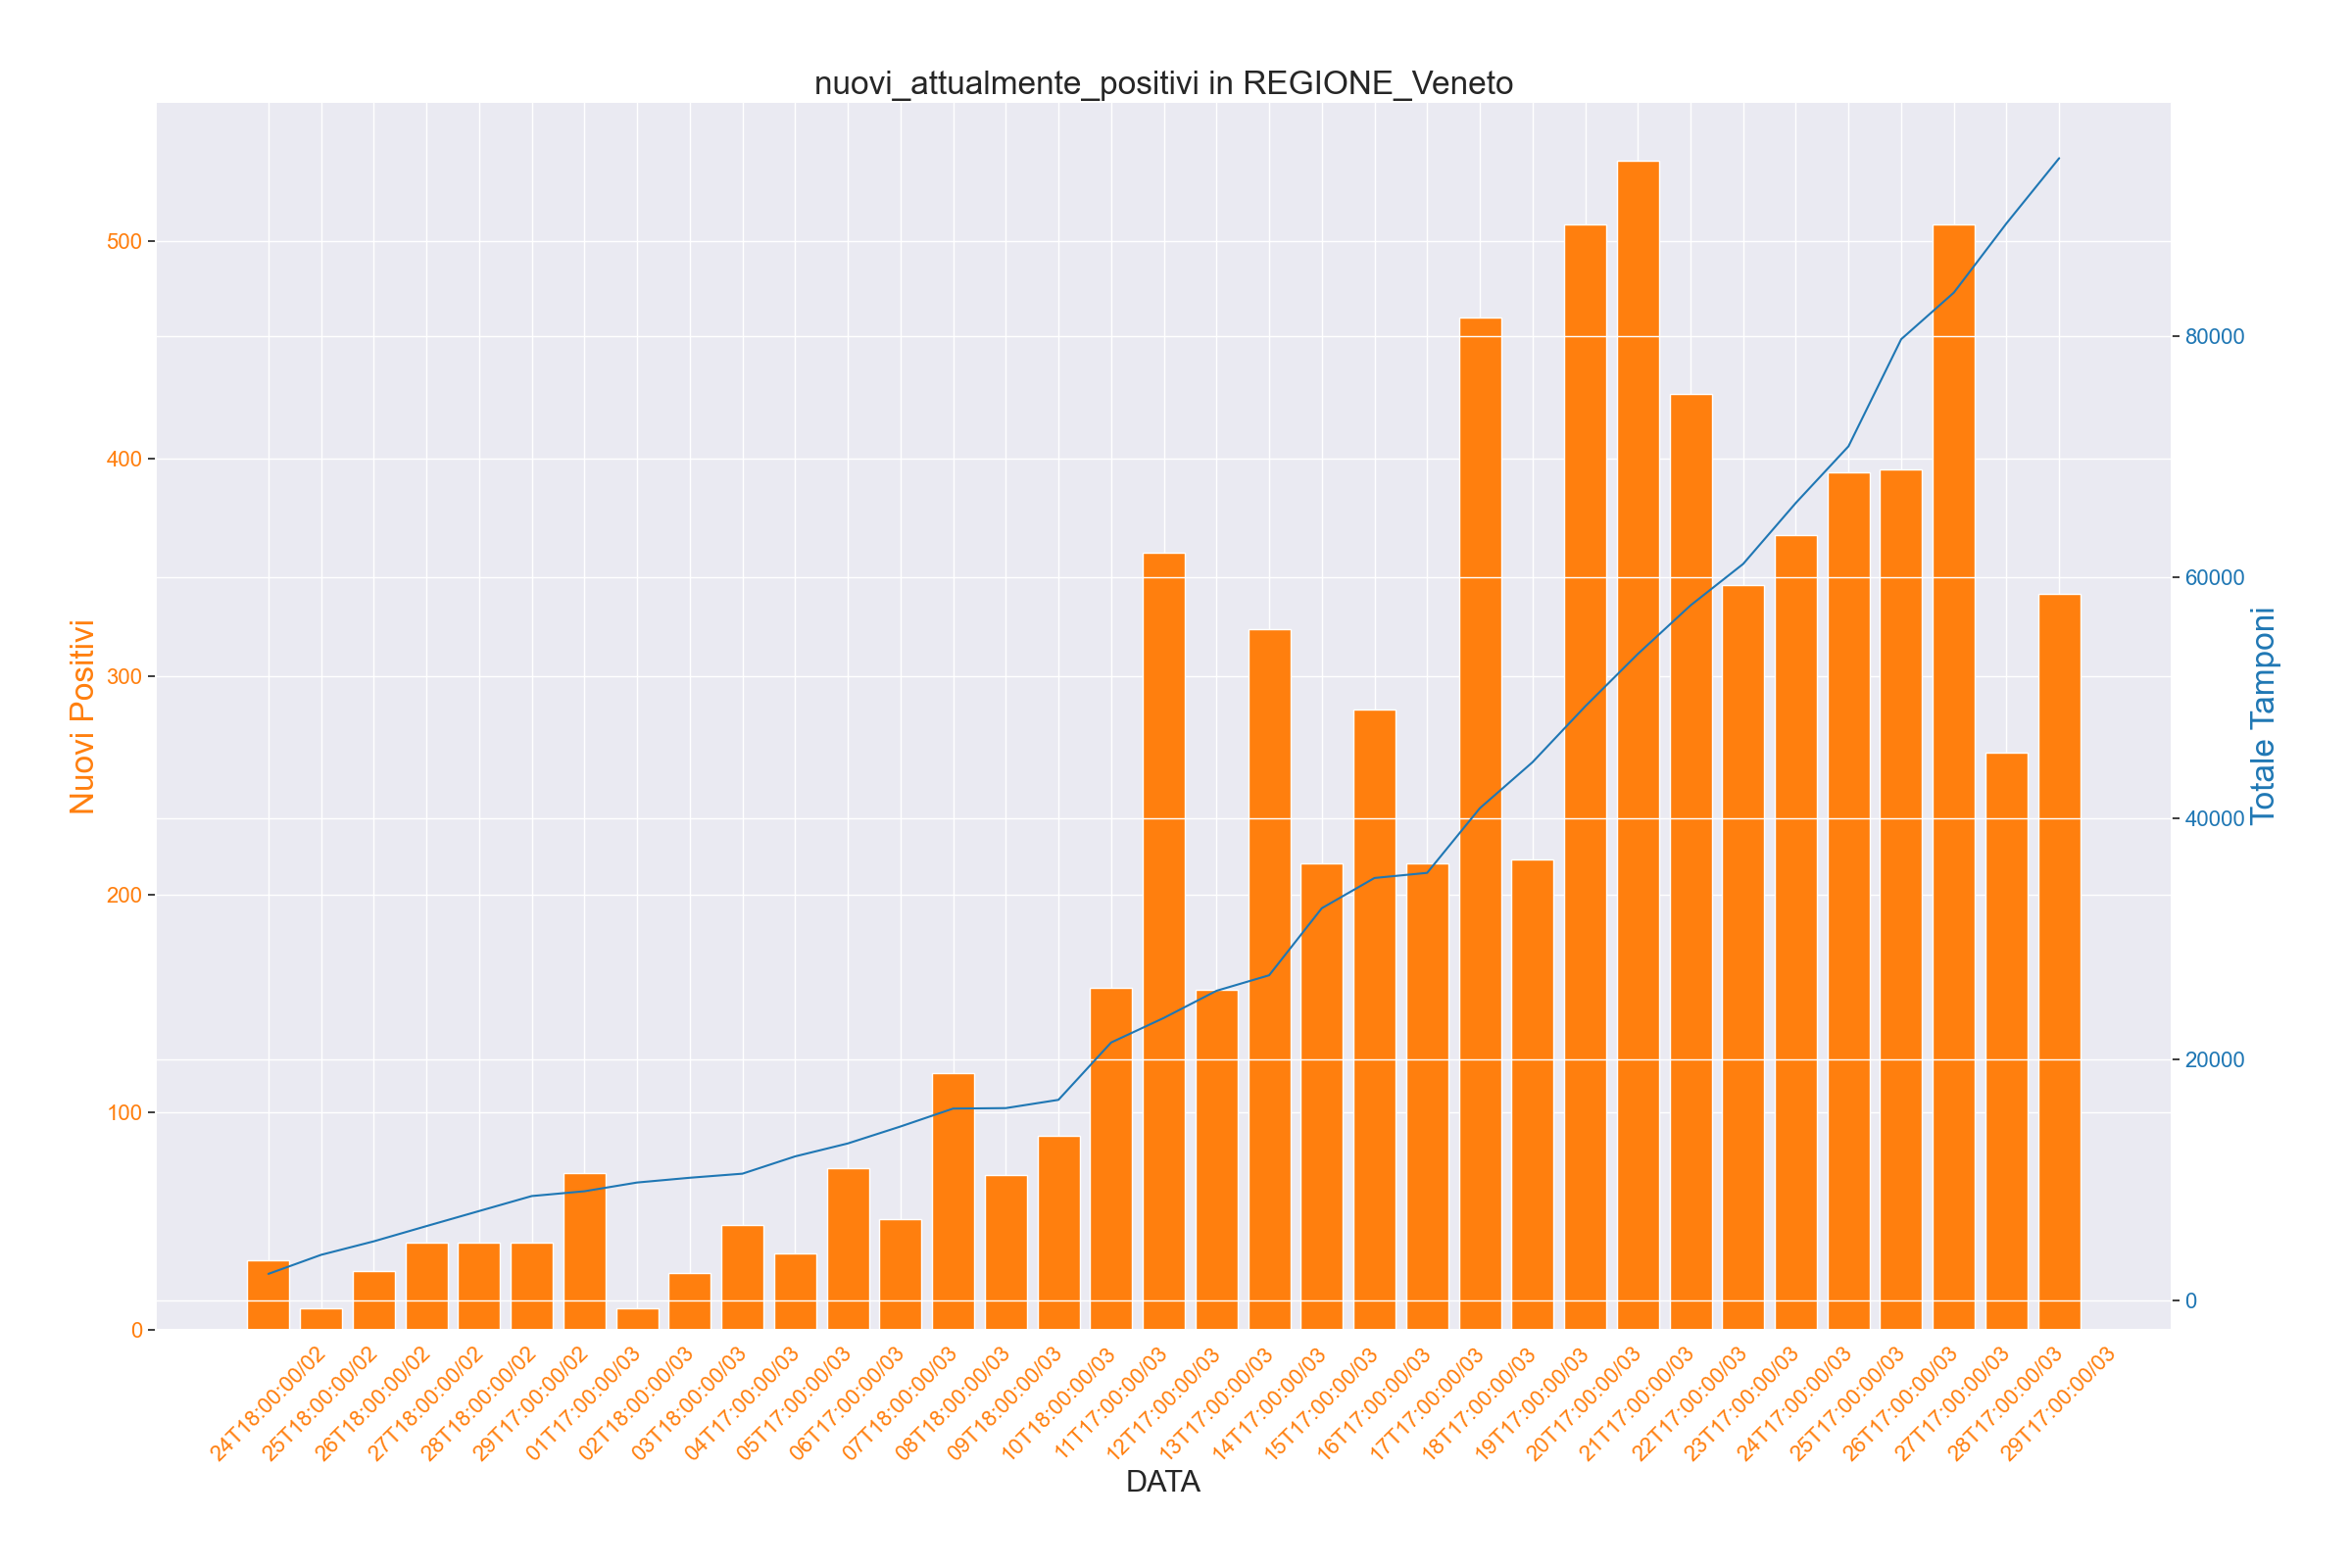 nuovi_attualmente_positivi in REGIONE_Veneto
Nuovi Positivi
500
400
300
200
100
0
Totale Tamponi
80000
60000
40000
20000
0
24T18:00:00/02
25T18:00:00/02
26T18:00:00/02
27T18:00:00/02
28T18:00:00/02
29T17:00:00/02
01T17:00:00/03
02T18:00:00/03
03T18:00:00/03
04T17:00:00/03
05T17:00:00/03
06T17:00:00/03
07T18:00:00/03
08T18:00:00/03
09T18:00:00/03
10T18:00:00/03
11T17:00:00/03
12T17:00:00/03
13T17:00:00/03
14T17:00:00/03
15T17:00:00/03
16T17:00:00/03
17T17:00:00/03
18T17:00:00/03
19T17:00:00/03
20T17:00:00/03
21T17:00:00/03
22T17:00:00/03
23T17:00:00/03
24T17:00:00/03
25T17:00:00/03
26T17:00:00/03
27T17:00:00/03
28T17:00:00/03
29T17:00:00/03
DATA